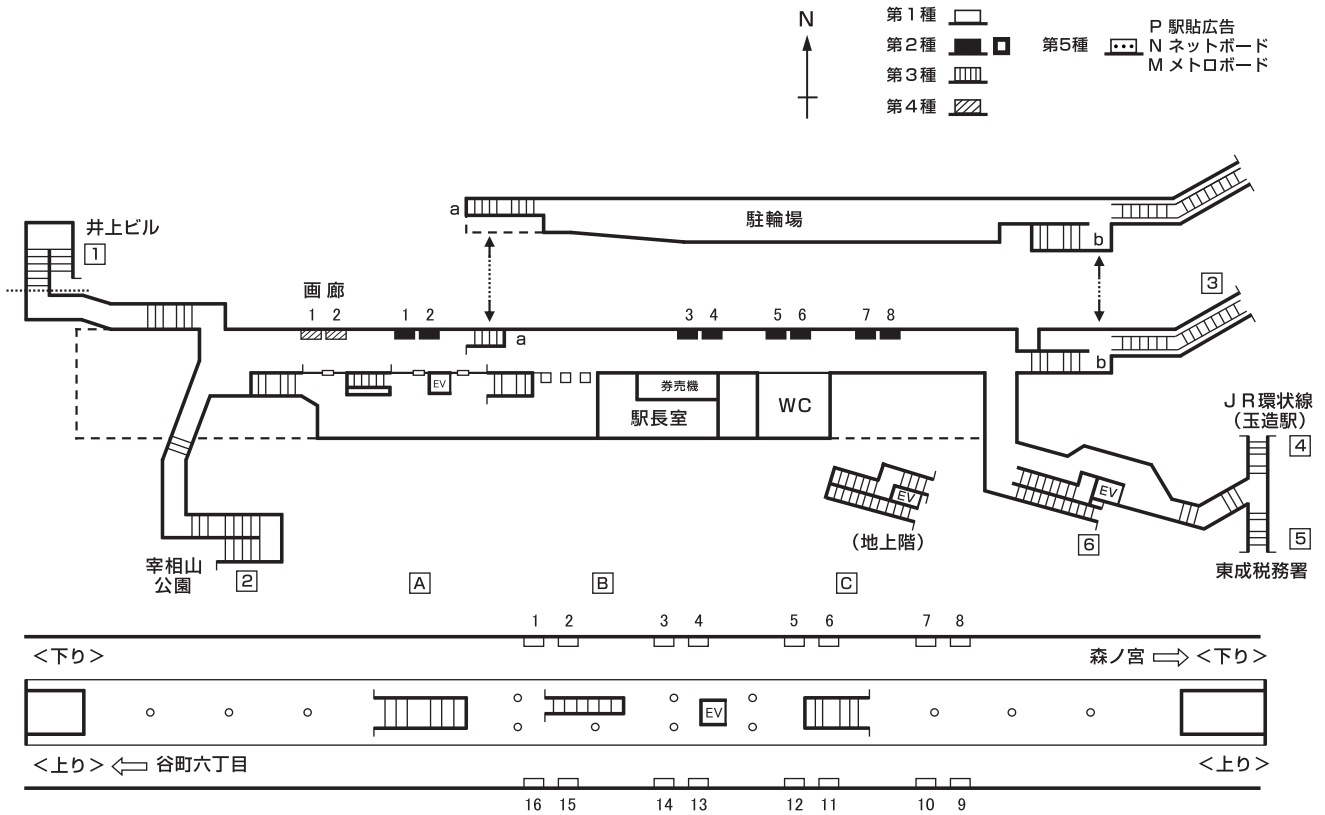 N
第1種
第2種
第3種
第4種
第5種
P 駅貼広告
N ネットボード
M メトロボード
a
駐輪場
b
井上ビル
1
3
画廊
1 2
1 2
3 4
5 6
7 8
a
b
EV
券売機
駅長室
WC
JR環状線
(玉造駅)
4
EV
(地上階)
EV
6
5
東成税務署
宰相山
公園
2
A
B
C
1 2 3 4 5 6 7 8
<下り>
森ノ宮 <下り>
EV
<上り> 谷町六丁目
<上り>
16 15 14 13 12 11 10 9